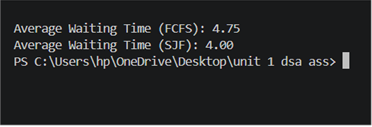 Average Waiting Time (FCFS): 4.75
Average Waiting Time (SJF): 4.00
PS C:\Users\hp\OneDrive\Desktop\unit 1 dsa ass>